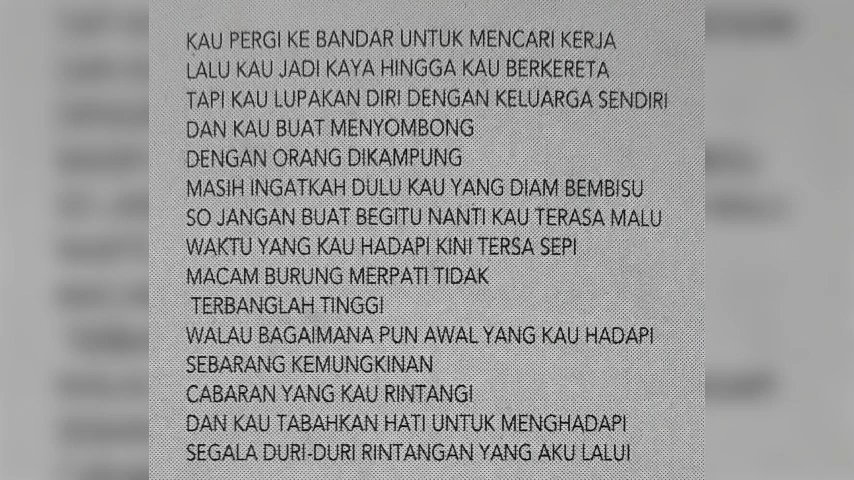 KAU PERGI KE BANDAR UNTUK MENCARI KERJA
LALU KAU JADI KAYA HINGGA KAU BERKERETA
TAPI KAU LUPAKAN DIRI DENGAN KELUARGA SENDIRI
DAN KAU BUAT MENYOMBONG
DENGAN ORANG DIKAMPUNG
MASIH INGATKAH DULU KAU YANG DIAM BEMBISU
SO JANGAN BUAT BEGITU NANTI KAU TERASA MALU
WAKTU YANG KAU HADAPI KINI TERSA SEPI
MACAM BURUNG MERPATI TIDAK
TERBANGLAH TINGGI
WALAU BAGAIMANA PUN AWAL YANG KAU HADAPI
SEBARANG KEMUNGKINAN
CABARAN YANG KAU RINTANGI
DAN KAU TABAHKAN HATI UNTUK MENGHADAPI
SEGALA DURI-DURI RINTANGAN YANG AKU LALUI